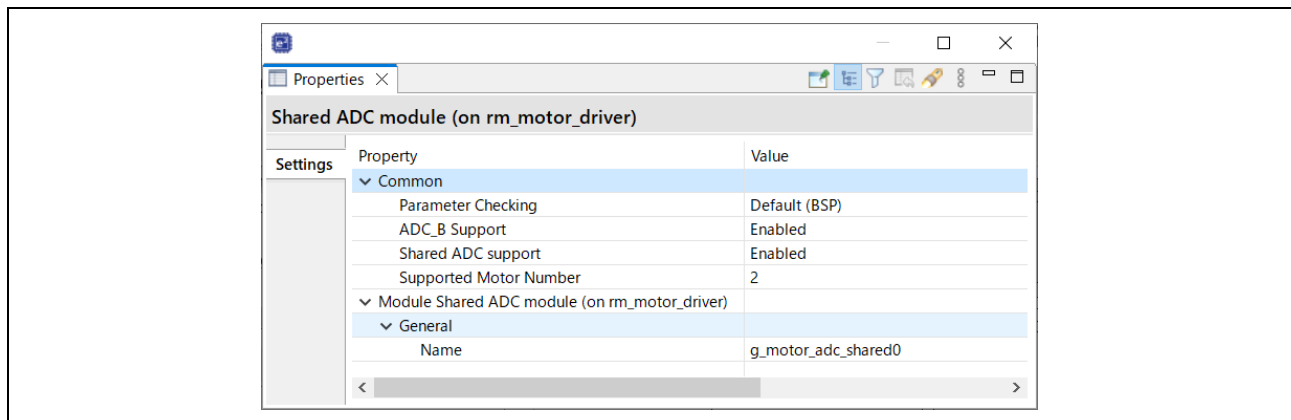 Properties
Shared ADC module (on rm_motor_driver)
Settings
Property Value
Common
Parameter Checking Default (BSP)
ADC_B Support Enabled
Shared ADC support Enabled
Supported Motor Number 2
Module Shared ADC module (on rm_motor_driver)
General
Name g_motor_adc_shared0